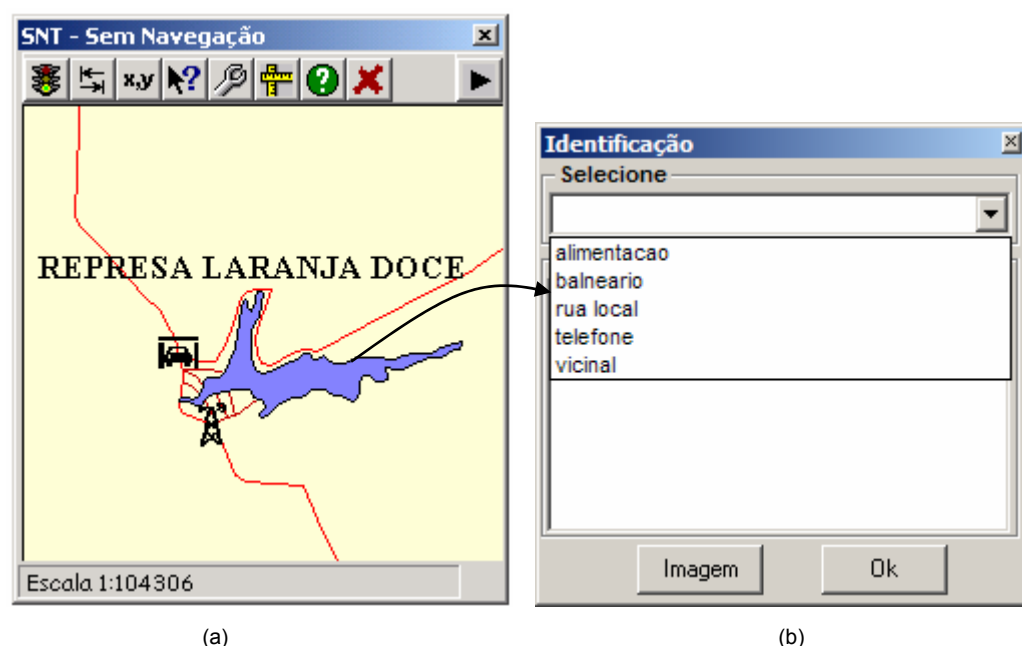 SNT - Sem Navegação
x,y
REPRESA LARANJA DOCE
Escala 1:104306
(a)
Identificação
Selecione
alimentacao
balneario
rua local
telefone
vicinal
Imagem
Ok
(b)